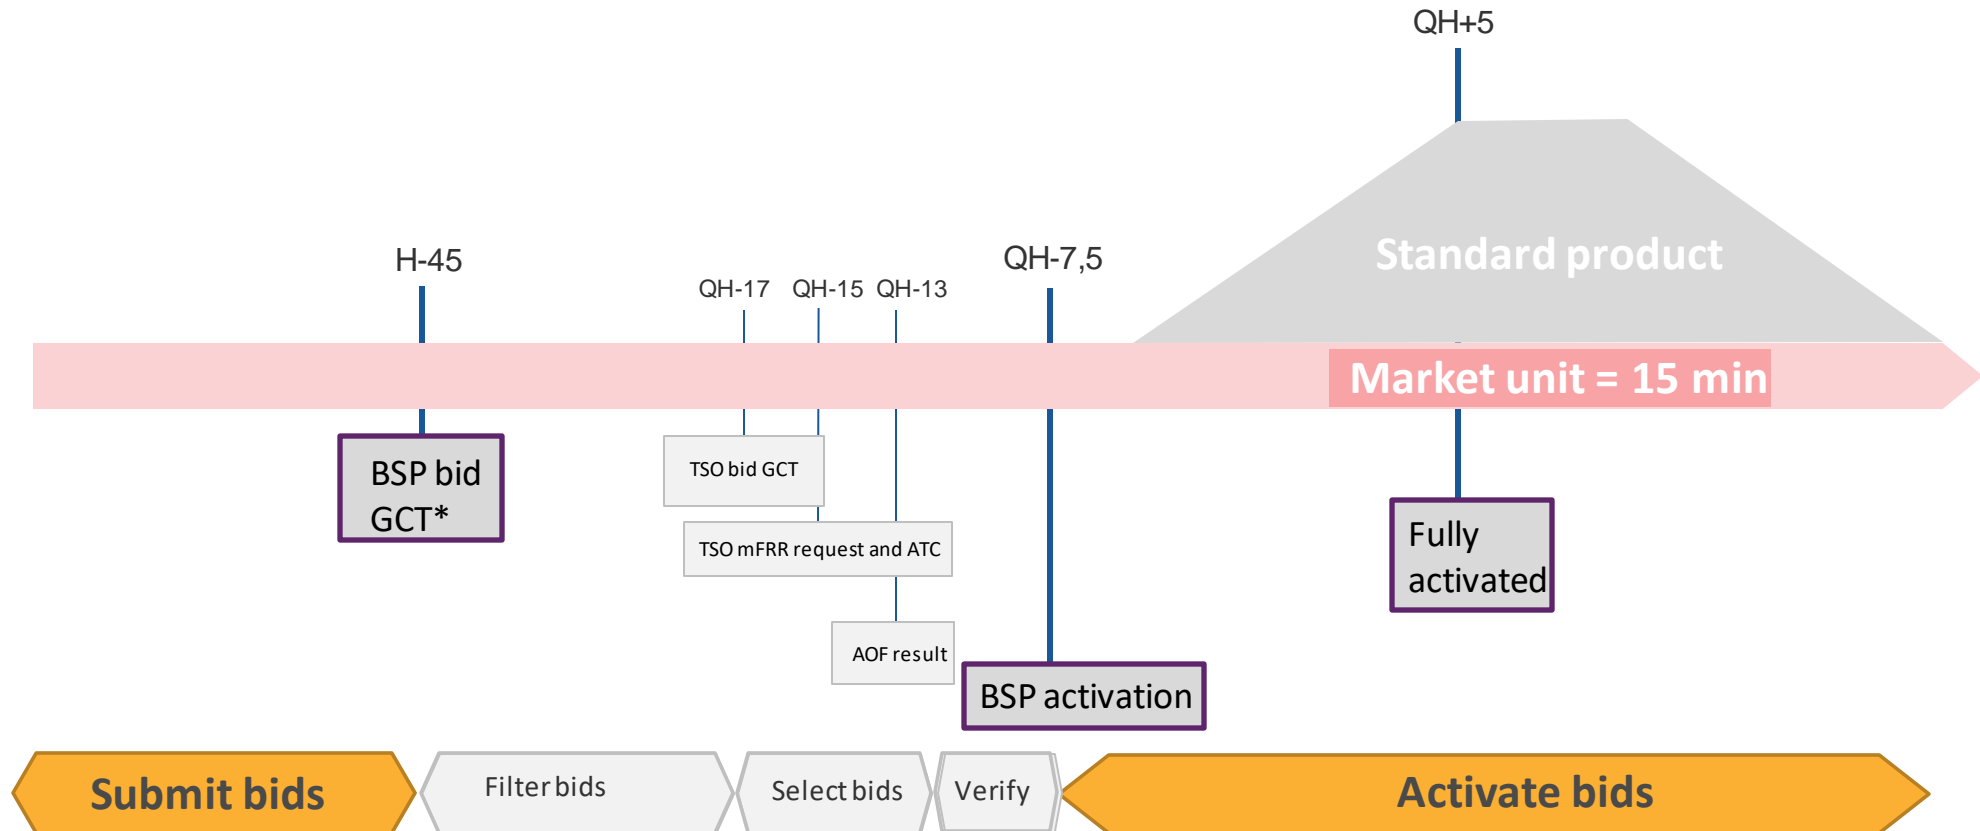 QH+5
H-45
QH-17
QH-15
QH-13
QH-7,5
Standard product
Market unit = 15 min
BSP bid
GCT*
TSO bid GCT
TSO mFRR request and ATC
AOF result
BSP activation
Fully
activated
Submit bids
Filter bids
Select bids
Verify
Activate bids